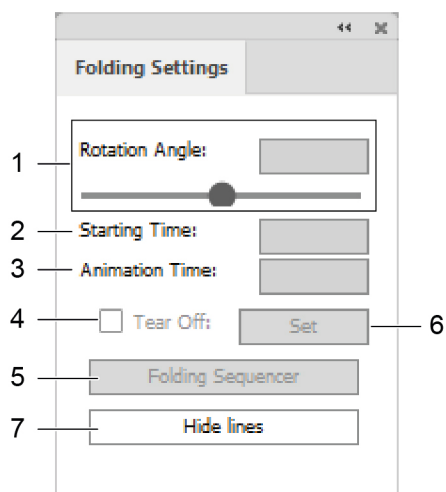 Folding Settings
1 Rotation Angle:
2 Starting Time:
3 Animation Time:
4 Tear Off: Set 6
5 Folding Sequencer
7 Hide lines